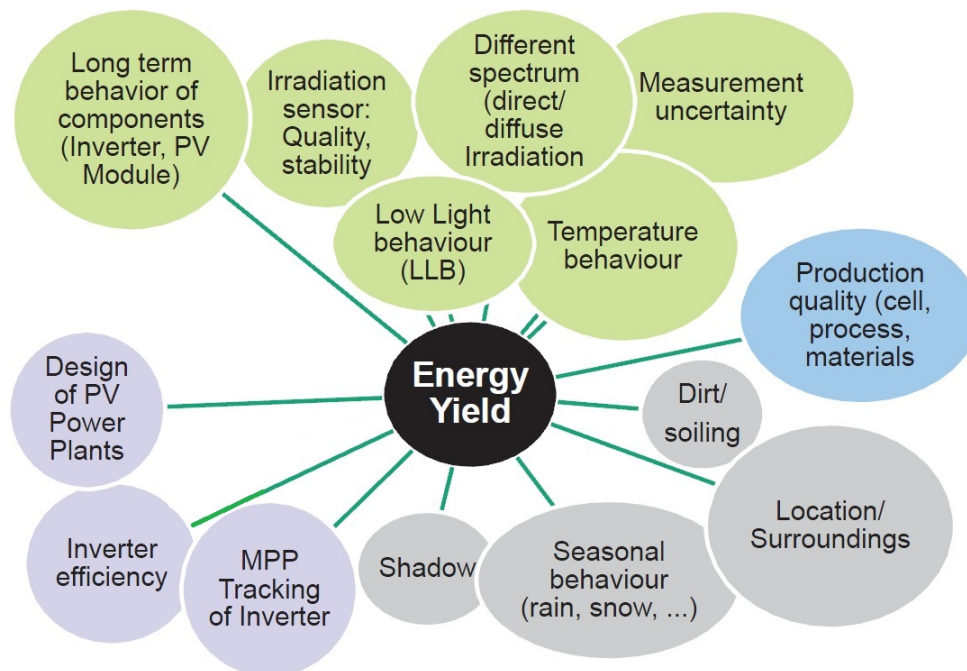 Long term
behavior of
components
(Inverter, PV
Module)
Irradiation
sensor:
Quality,
stability
Different
spectrum
(direct/
diffuse
Irradiation
Measurement
uncertainty
Low Light
behaviour
(LLB)
Temperature
behaviour
Production
quality (cell,
process,
materials
Energy
Yield
Design
of PV
Power
Plants
Dirt/
soiling
Location/
Surroundings
Inverter
efficiency
MPP
Tracking
of Inverter
Shadow
Seasonal
behaviour
(rain, snow, ...)